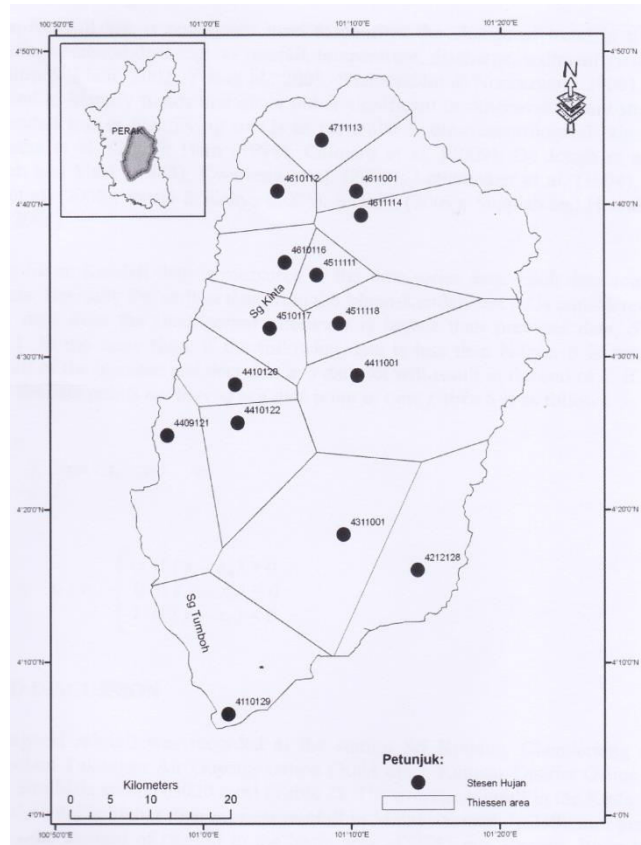 100°50'0"E 101°0'0"E 101°10'0"E 101°20'0"E
4°50'0"N 4°50'0"N
N
PERAK
4711113
4610112 4611001
4611114
4°40'0"N 4°40'0"N
4610116
4511111
Sg Kinta
4510117 4511118
4°30'0"N 4°30'0"N
4410120 4411001
4409121 4410122
4°20'0"N 4°20'0"N
4311001
4212128
Sg Tumboh
4°10'0"N 4°10'0"N
4110129
Petunjuk:
Kilometers
Stesen Hujan
0 5 10 20
Thiessen area
4°0'0"N 4°0'0"N
100°50'0"E 101°0'0"E 101°10'0"E 101°20'0"E